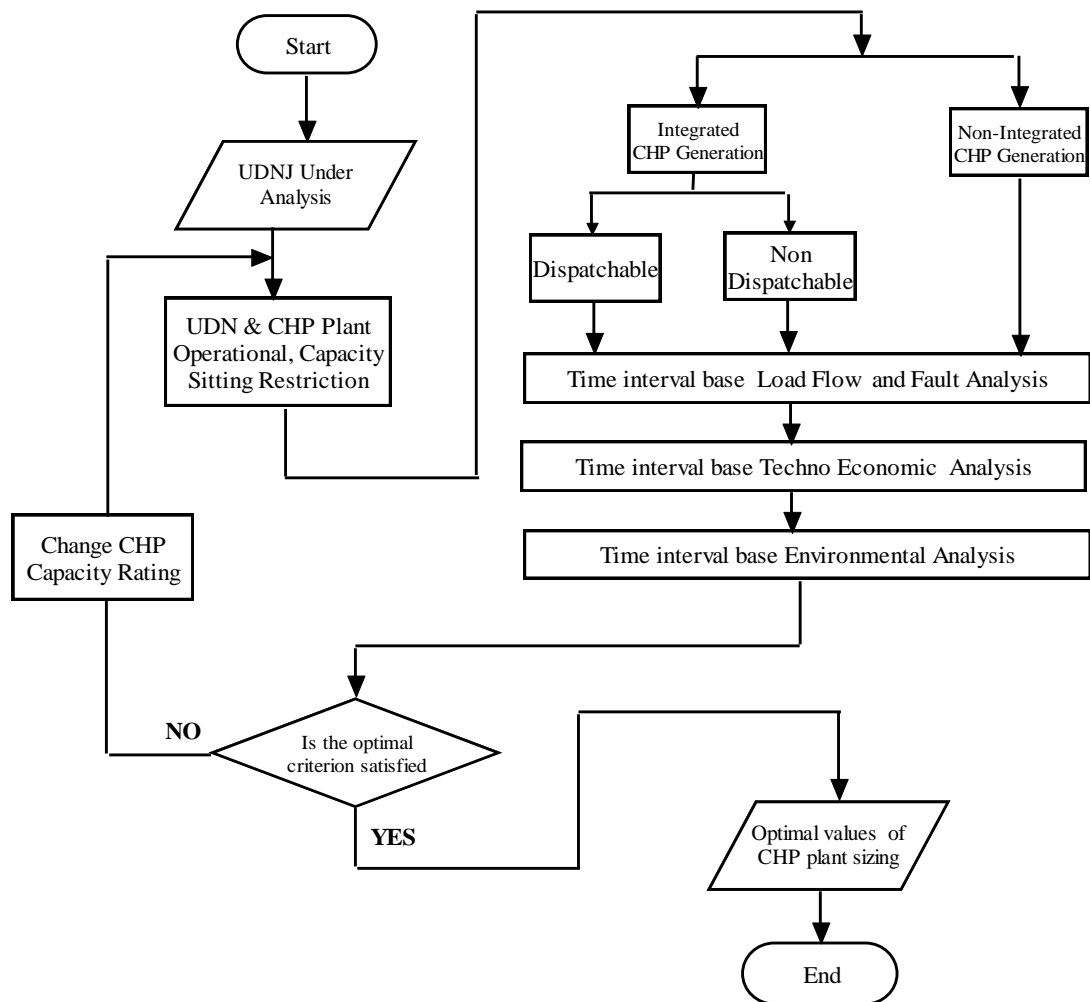 Start
UDNJ Under
Analysis
UDN & CHP Plant
Operational, Capacity
Sitting Restriction
Integrated
CHP Generation
Non-Integrated
CHP Generation
Dispatchable
Non
Dispatchable
Time interval base Load Flow and Fault Analysis
Time interval base Techno Economic Analysis
Time interval base Environmental Analysis
Change CHP
Capacity Rating
NO
Is the optimal
criterion satisfied
YES
Optimal values of
CHP plant sizing
End